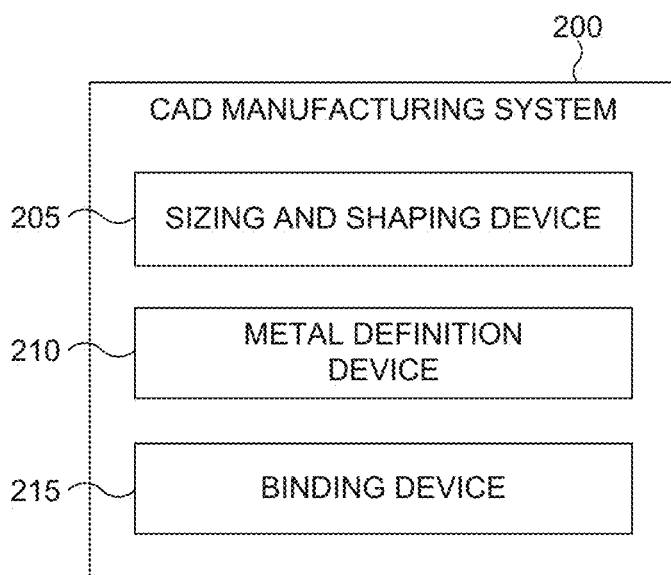 200
CAD MANUFACTURING SYSTEM
205
SIZING AND SHAPING DEVICE
210
METAL DEFINITION
DEVICE
215
BINDING DEVICE